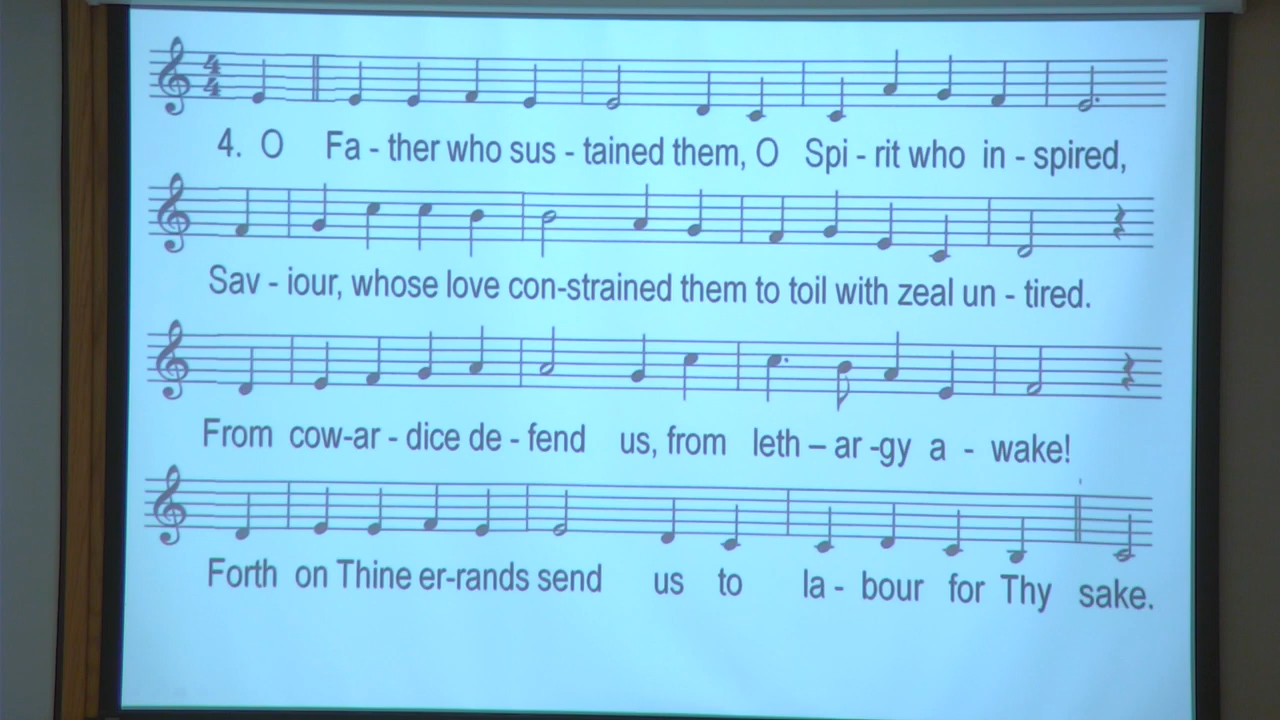 4. O Fa - ther who sus - tained them, O Spi - rit who in - spired,
Sav - iour, whose love con-strained them to toil with zeal un - tired.
From cow-ar - dice de - fend us, from leth – ar -gy a - wake!
Forth on Thine er-rands send us to la - bour for Thy sake.